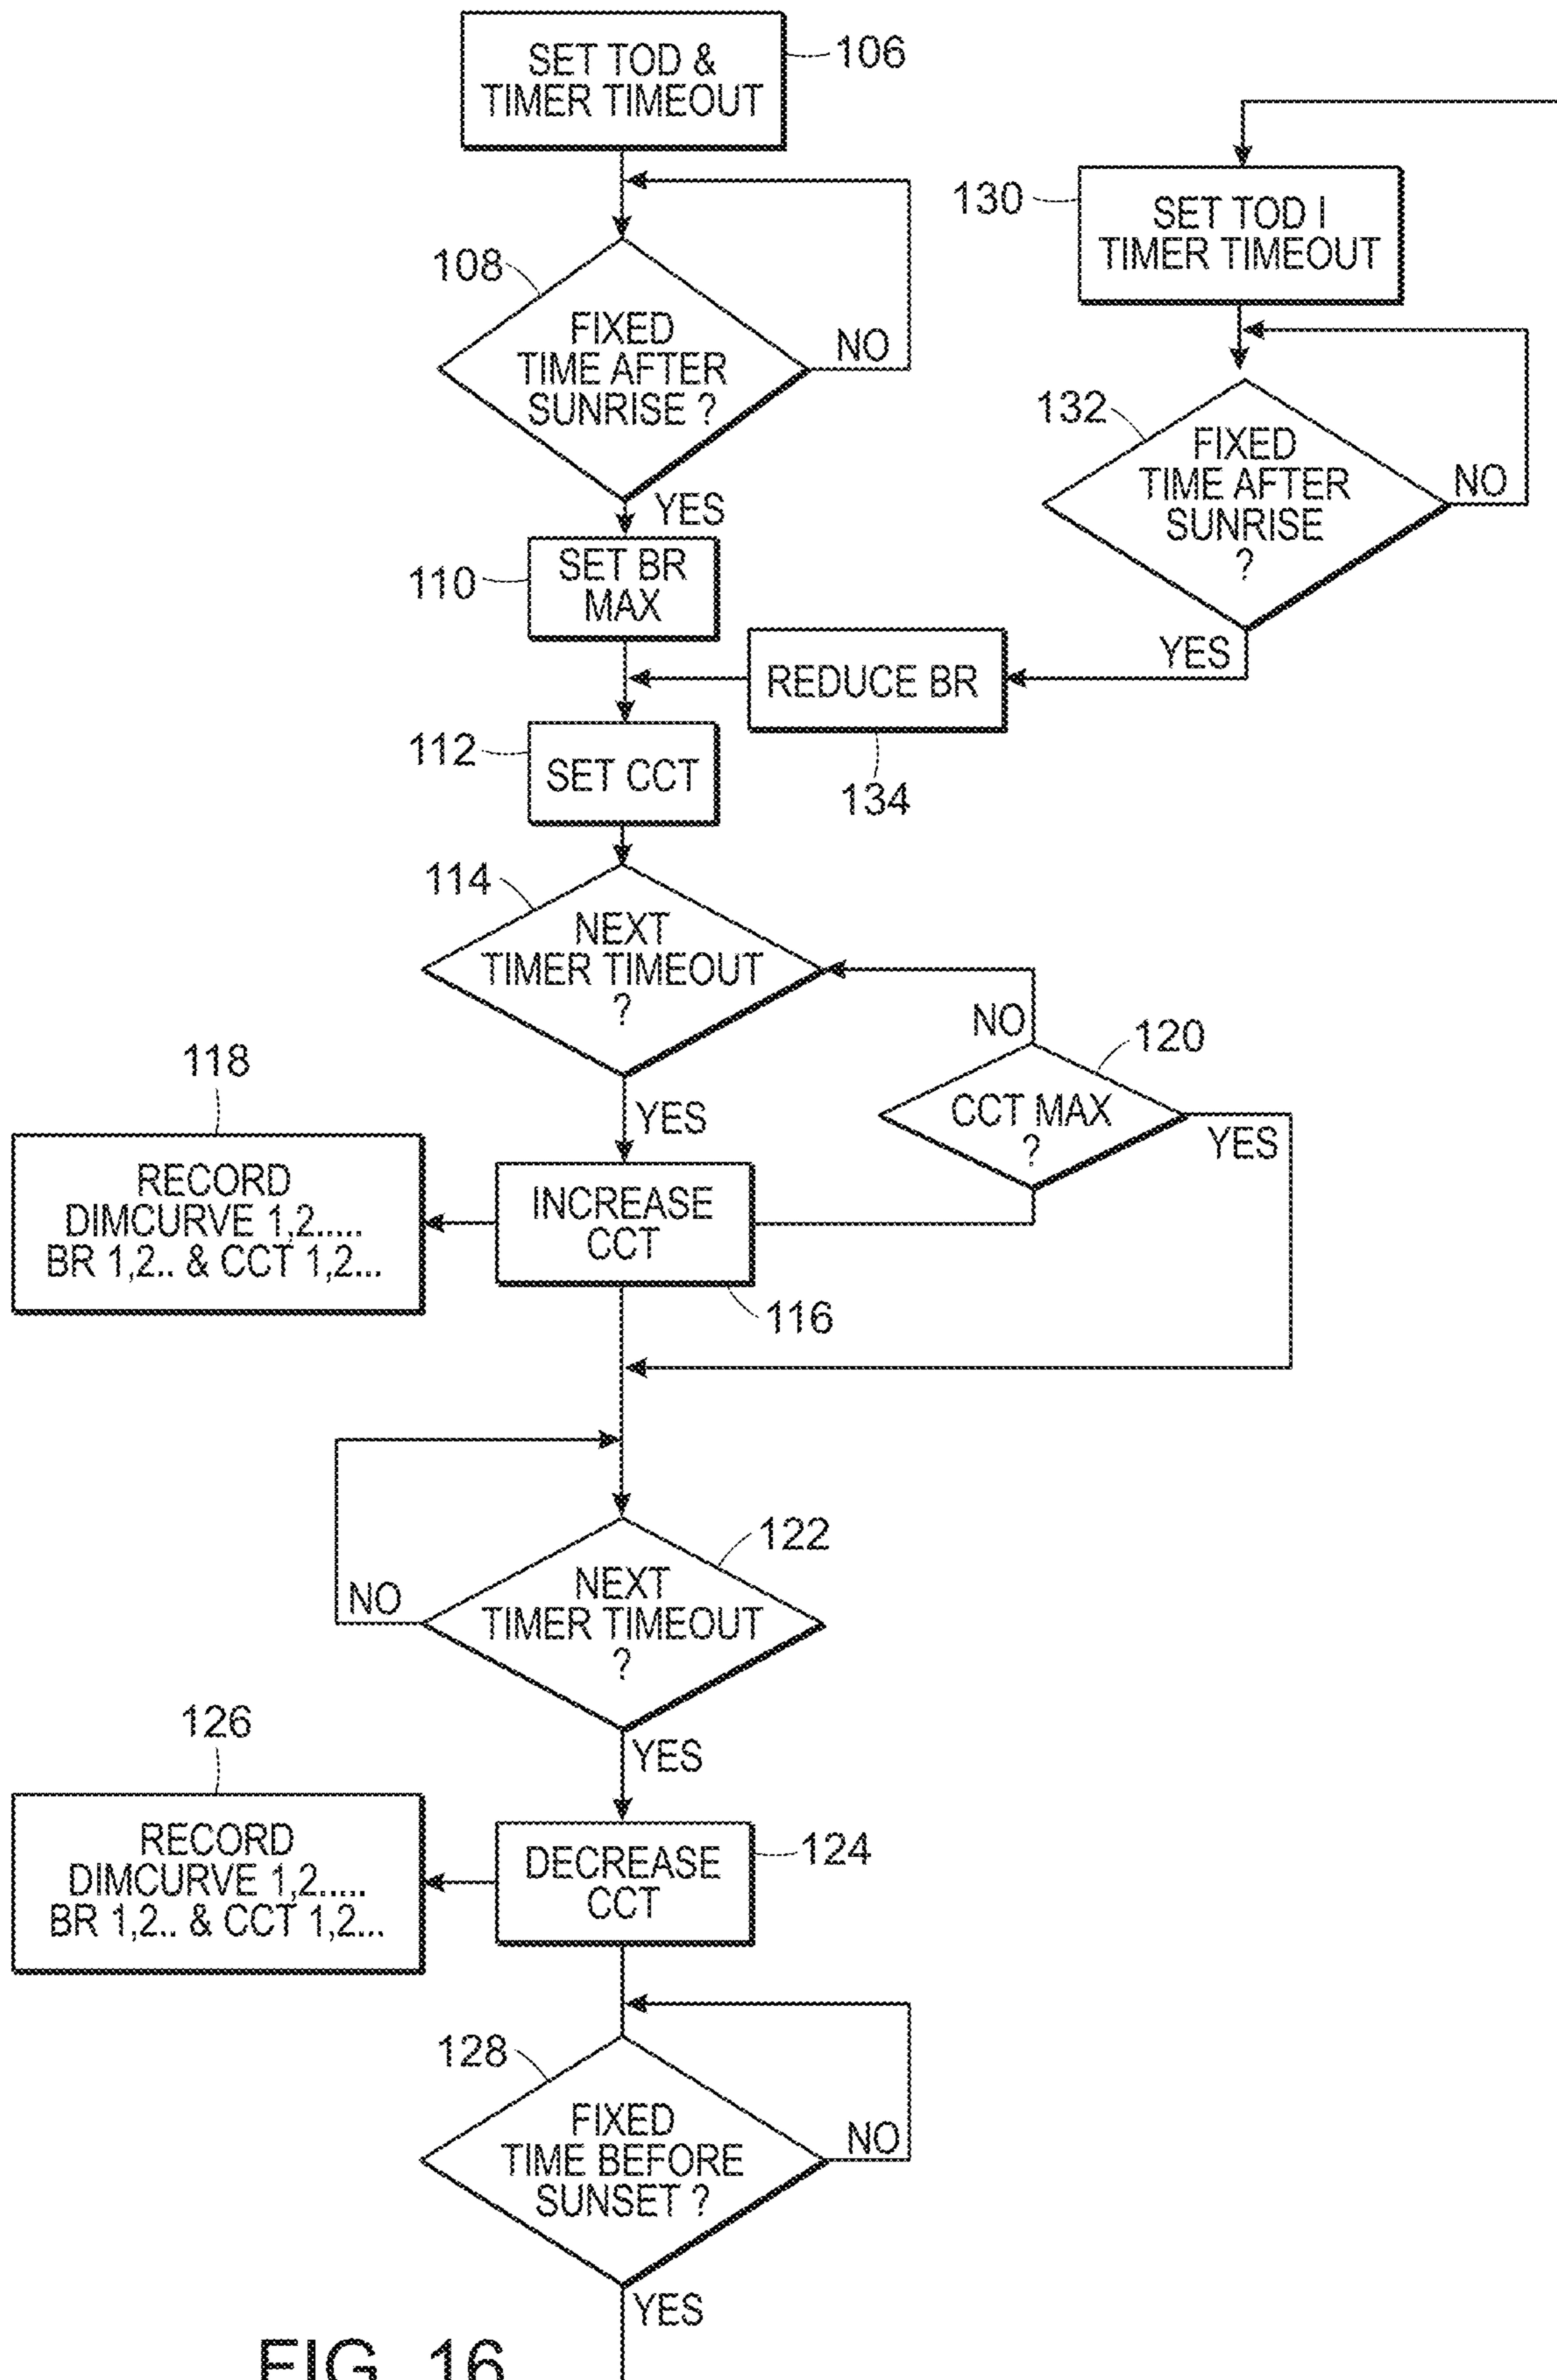 SET TOD &
TIMER TIMEOUT
106
108
FIXED
TIME AFTER
SUNRISE ?
NO
YES
110
SET BR
MAX
130
SET TOD I
TIMER TIMEOUT
132
FIXED
TIME AFTER
SUNRISE
?
NO
YES
REDUCE BR
134
112
SET CCT
114
NEXT
TIMER TIMEOUT
?
NO
120
CCT MAX
?
YES
YES
118
RECORD
DIMCURVE 1,2.....
BR 1,2.. & CCT 1,2...
INCREASE
CCT
116
122
NEXT
TIMER TIMEOUT
?
NO
YES
126
RECORD
DIMCURVE 1,2.....
BR 1,2.. & CCT 1,2...
DECREASE
CCT
124
128
FIXED
TIME BEFORE
SUNSET ?
NO
YES
FIG. 16